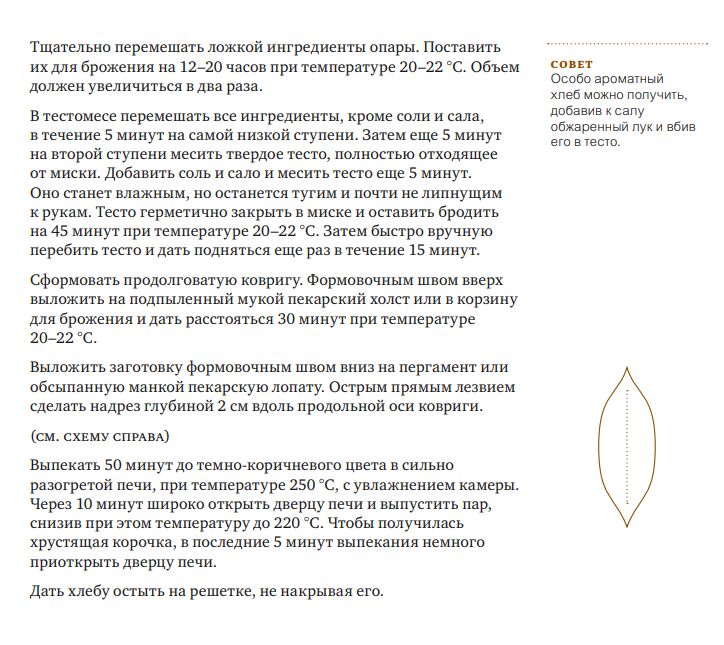 Тщательно перемешать ложкой ингредиенты опары. Поставить
их для брожения на 12–20 часов при температуре 20–22 °С. Объем
должен увеличиться в два раза.
В тестомесе перемешать все ингредиенты, кроме соли и сала,
в течение 5 минут на самой низкой ступени. Затем еще 5 минут
на второй ступени месить твердое тесто, полностью отходящее
от миски. Добавить соль и сало и месить тесто еще 5 минут.
Оно станет влажным, но останется тугим и почти не липнущим
к рукам. Тесто герметично закрыть в миске и оставить бродить
на 45 минут при температуре 20–22 °С. Затем быстро вручную
перебить тесто и дать подняться еще раз в течение 15 минут.
Сформовать продолговатую ковригу. Формовочным швом вверх
выложить на подпыленный мукой пекарский холст или в корзину
для брожения и дать расстояться 30 минут при температуре
20–22 °С.
Выложить заготовку формовочным швом вниз на пергамент или
обсыпанную манкой пекарскую лопату. Острым прямым лезвием
сделать надрез глубиной 2 см вдоль продольной оси ковриги.
(СМ. СХЕМУ СПРАВА)
Выпекать 50 минут до темно-коричневого цвета в сильно
разогретой печи, при температуре 250 °С, с увлажнением камеры.
Через 10 минут широко открыть дверцу печи и выпустить пар,
снизив при этом температуру до 220 °С. Чтобы получилась
хрустящая корочка, в последние 5 минут выпекания немного
приоткрыть дверцу печи.
Дать хлебу остыть на решетке, не накрывая его.
СОВЕТ
Особо ароматный
хлеб можно получить,
добавив к салу
обжаренный лук и вбив
его в тесто.